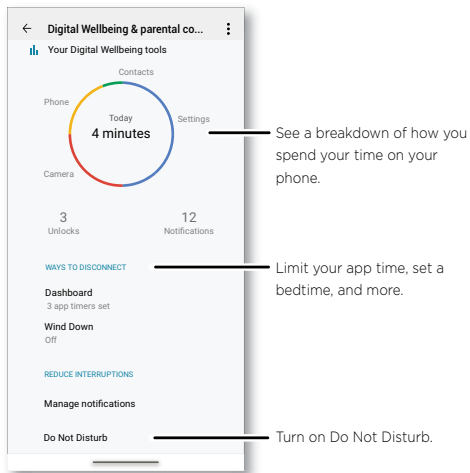 Digital Wellbeing & parental co...
Your Digital Wellbeing tools
Contacts
Phone
Today
4 minutes
Settings
Camera
3
12
Unlocks
Notifications
WAYS TO DISCONNECT
Dashboard
3 app timers set
Wind Down
Off
REDUCE INTERRUPTIONS
Manage notifications
Do Not Disturb
See a breakdown of how you
spend your time on your
phone.
Limit your app time, set a
bedtime, and more.
Turn on Do Not Disturb.